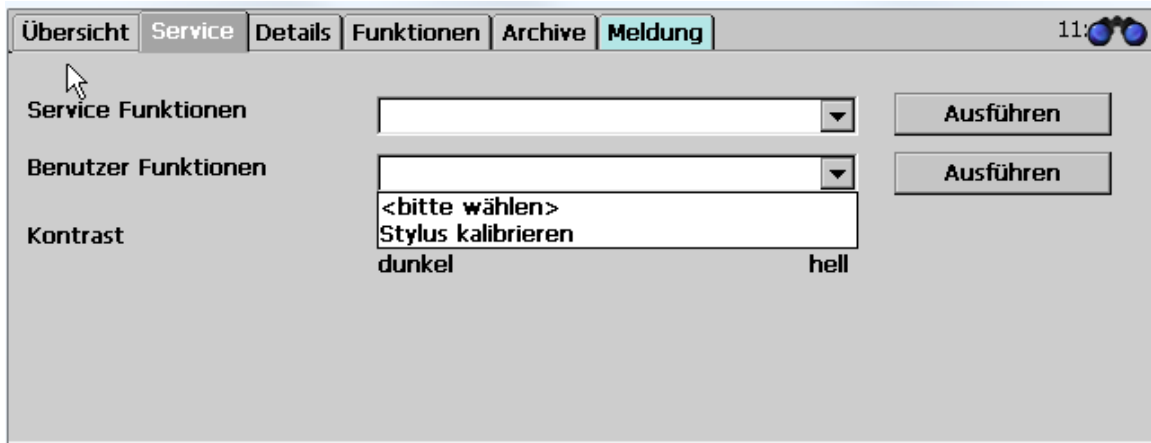 Übersicht Service Details Funktionen Archive Meldung 11:
Service Funktionen Ausführen
Benutzer Funktionen Ausführen
<bitte wählen>
Stylus kalibrieren
Kontrast
dunkel hell